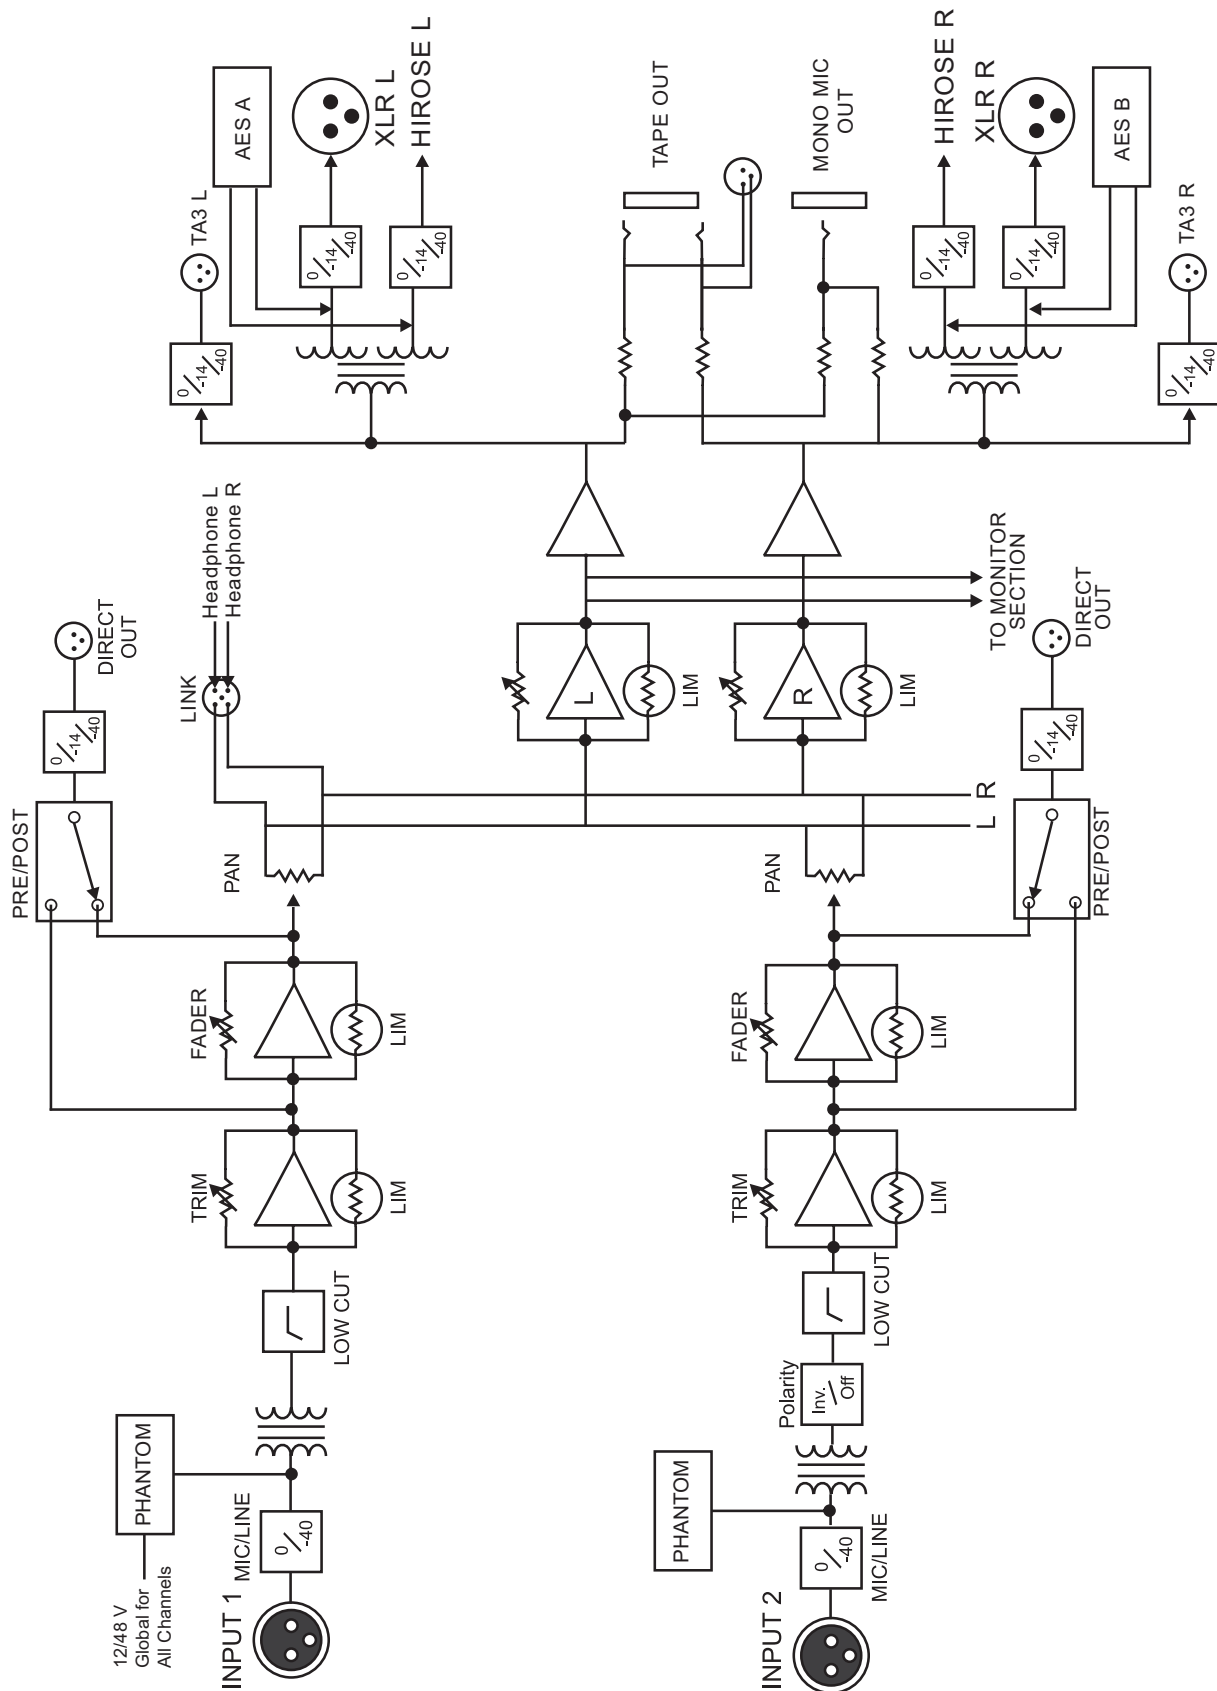 12/48 V
Global for
All Channels
PHANTOM
INPUT 1
MIC/LINE
0/-40
LOW CUT
TRIM
LIM
FADER
LIM
PRE/POST
0/-14/-40
DIRECT
OUT
PAN
LINK
Headphone L
Headphone R
INPUT 2
MIC/LINE
0/-40
PHANTOM
Polarity
Inv./Off
LOW CUT
TRIM
LIM
FADER
LIM
PAN
PRE/POST
0/-14/-40
DIRECT
OUT
L
R
L
LIM
R
LIM
TO MONITOR
SECTION
0/-14/-40
TA3 L
AES A
0/-14/-40
XLR L
0/-14/-40
HIROSE L
TAPE OUT
MONO MIC
OUT
0/-14/-40
HIROSE R
0/-14/-40
XLR R
AES B
0/-14/-40
TA3 R